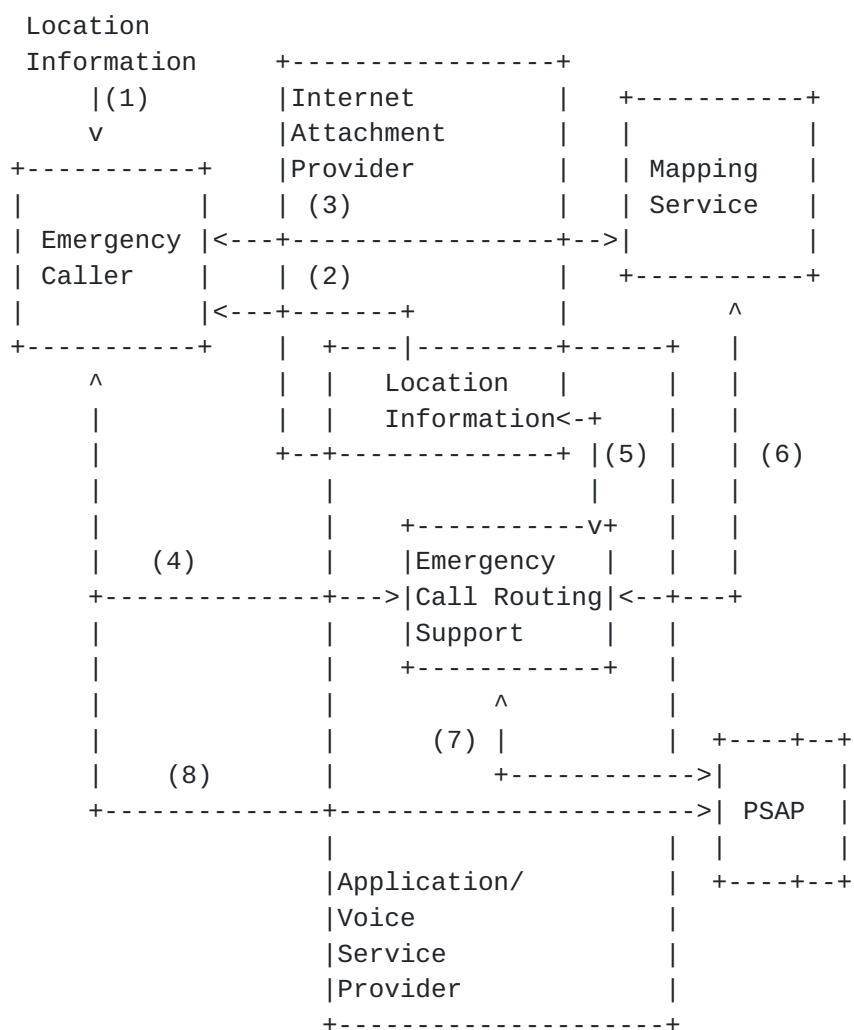 Location
Information
(1)
Internet
Attachment
Provider
Mapping
Service
(3)
Emergency
Caller
(2)
Location
Information
(5)
(6)
(4)
Emergency
Call Routing
Support
(7)
(8)
PSAP
Application/
Voice
Service
Provider